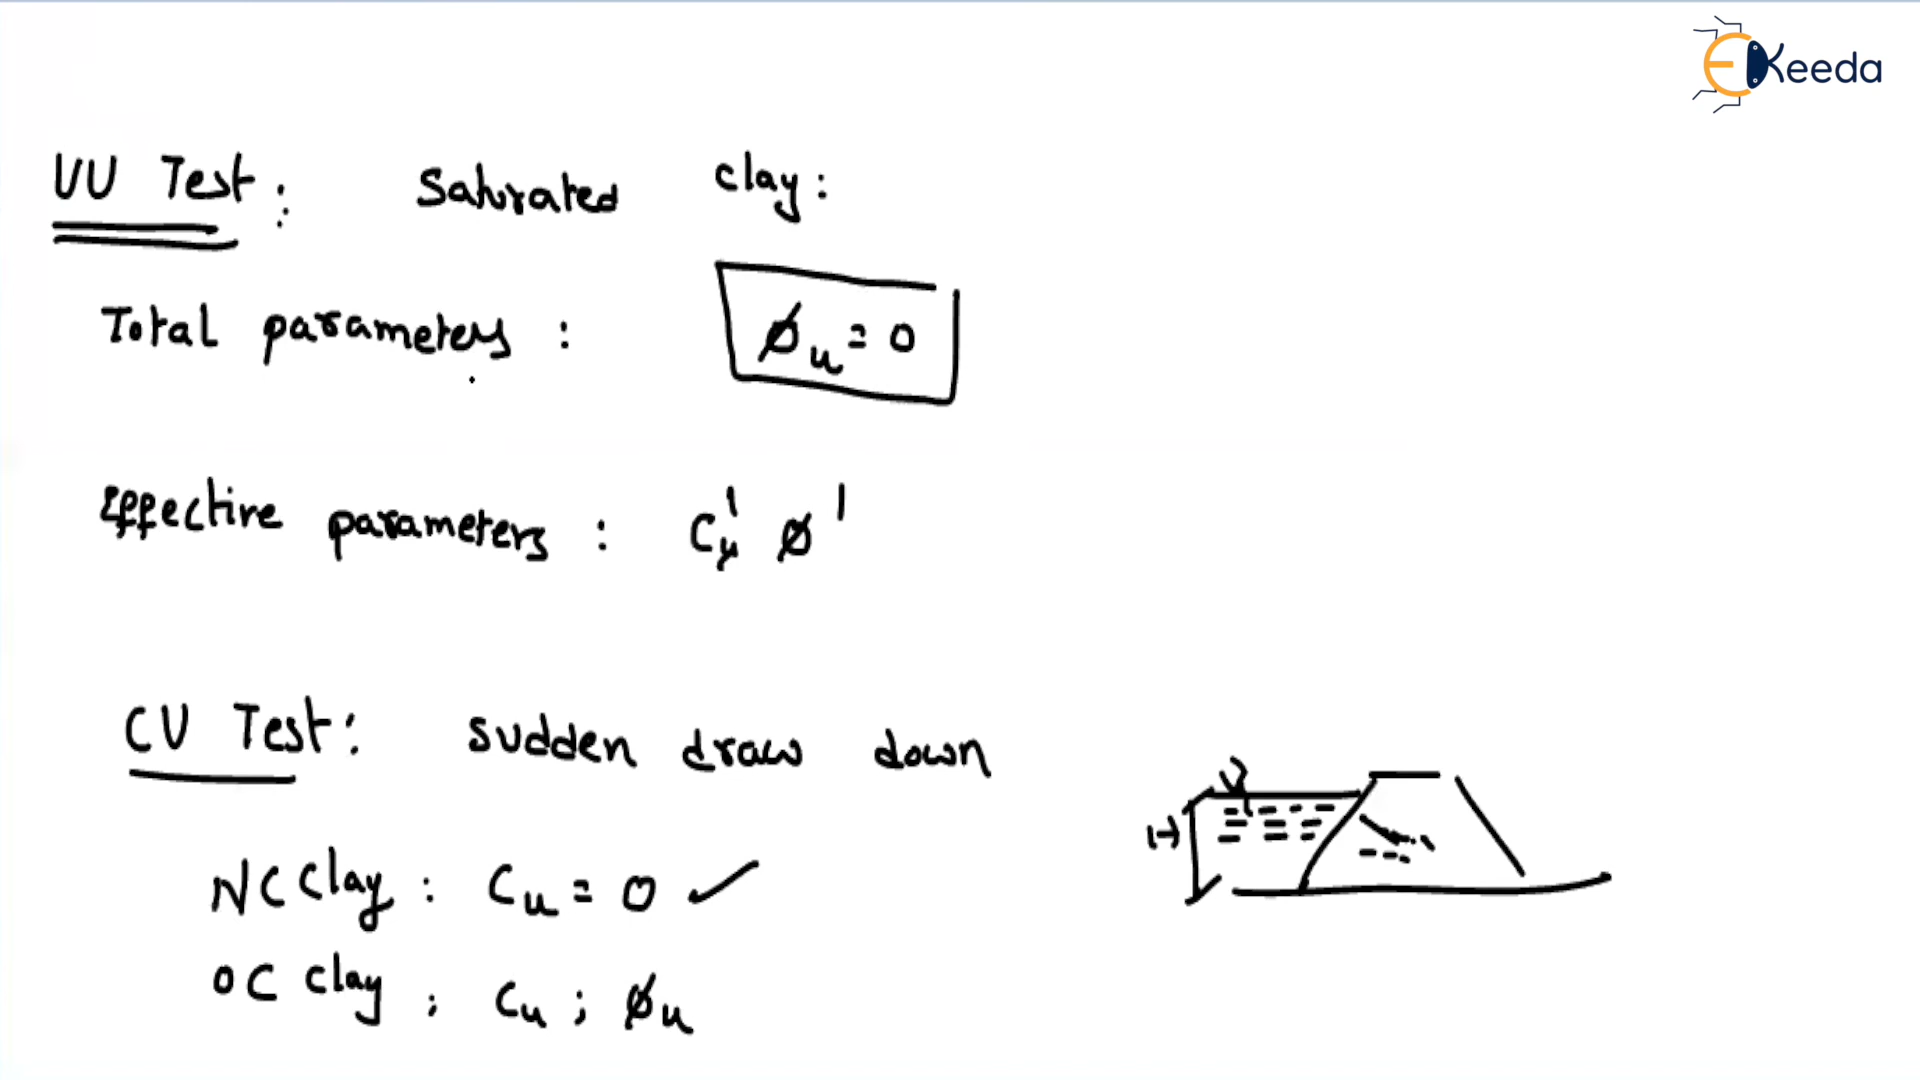 EKeeda
UU Test: Saturated clay:
Total parameters : ϕu = 0
Effective parameters : Cu' ϕ'
CU Test: sudden draw down
H
NC Clay : Cu = 0 ✓
OC Clay ; Cu ; ϕu